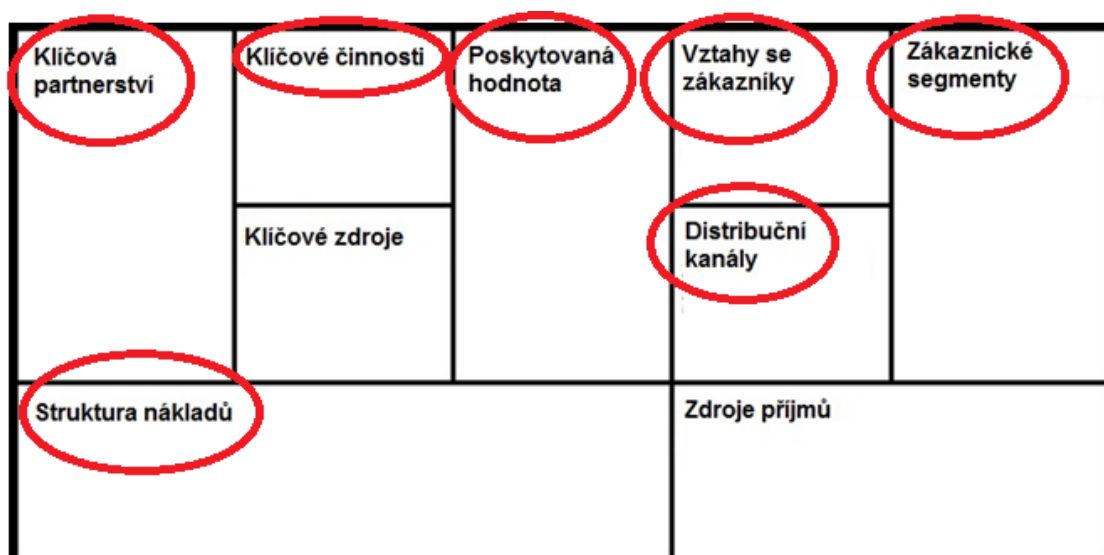 Klíčová
partnerství
Klíčové činnosti
Klíčové zdroje
Poskytovaná
hodnota
Vztahy se
zákazníky
Distribuční
kanály
Zákaznické
segmenty
Struktura nákladů
Zdroje příjmů